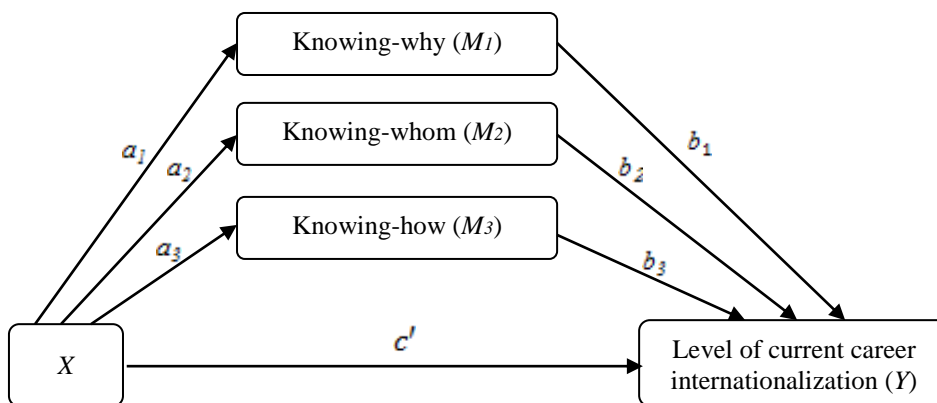 Knowing-why (M1)
Knowing-whom (M2)
Knowing-how (M3)
a1
a2
a3
b1
b2
b3
c'
X
Level of current career
internationalization (Y)